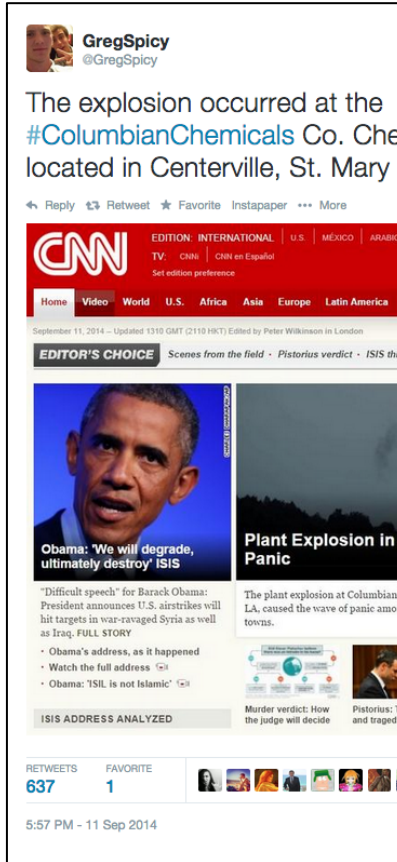 GregSpicy
@GregSpicy
The explosion occurred at the
#ColumbianChemicals Co. Che
located in Centerville, St. Mary
Reply Retweet Favorite Instapaper More
CNN
EDITION: INTERNATIONAL U.S. MÉXICO ARABIC
TV: CNNi CNN en Español
Set edition preference
Home Video World U.S. Africa Asia Europe Latin America
September 11, 2014 -- Updated 1310 GMT (2110 HKT) Edited by Peter Wilkinson in London
EDITOR'S CHOICE Scenes from the field · Pistorius verdict · ISIS th
Obama: 'We will degrade,
ultimately destroy' ISIS
"Difficult speech" for Barack Obama:
President announces U.S. airstrikes will
hit targets in war-ravaged Syria as well
as Iraq. FULL STORY
• Obama's address, as it happened
• Watch the full address
• Obama: 'ISIL is not Islamic'
ISIS ADDRESS ANALYZED
Plant Explosion in
Panic
The plant explosion at Columbian
LA, caused the wave of panic amo
towns.
Murder verdict: How
the judge will decide
Pistorius: T
and traged
RETWEETS FAVORITE
637 1
5:57 PM - 11 Sep 2014